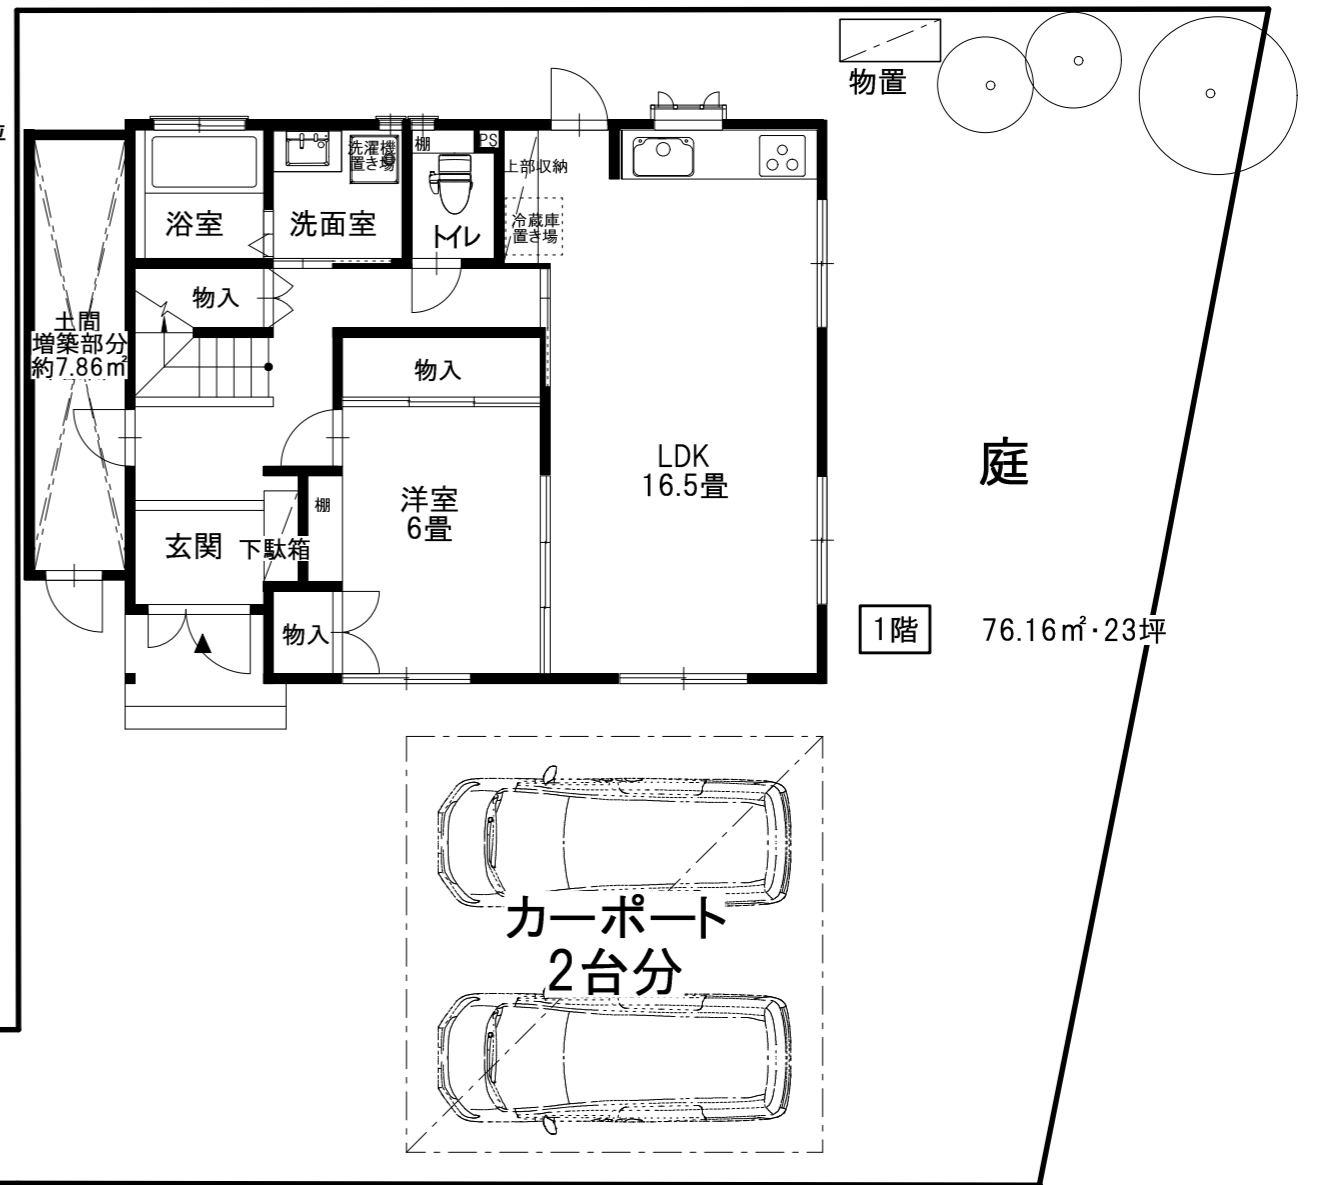 物置
洗濯機
置き場
棚
PS
上部収納
浴室
洗面室
トイレ
冷蔵庫
置き場
物入
土間
増築部分
約7.86㎡
物入
LDK
16.5畳
庭
洋室
6畳
棚
玄関
下駄箱
物入
1階
76.16㎡・23坪
カーポート
2台分